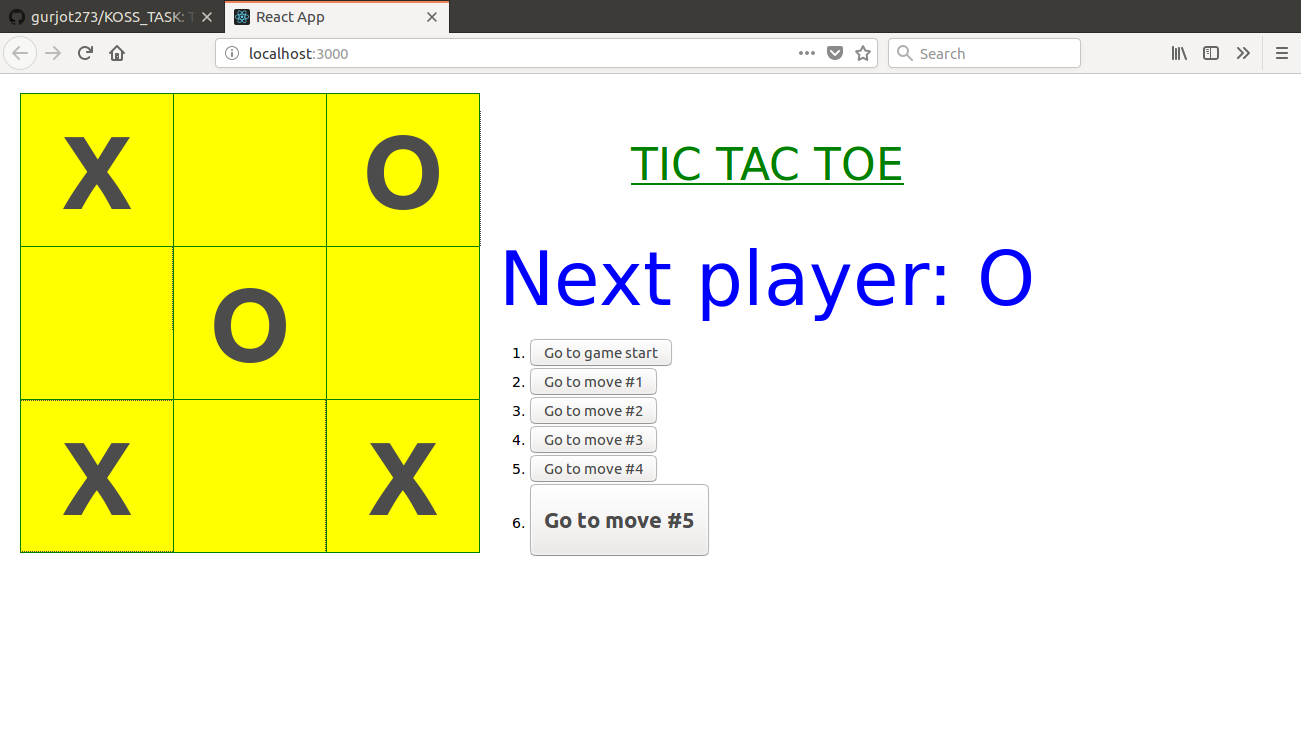 gurjot273/KOSS_TASK: T
React App
localhost:3000
Search
X O
O
X X
TIC TAC TOE
Next player: O
1. Go to game start
2. Go to move #1
3. Go to move #2
4. Go to move #3
5. Go to move #4
6. Go to move #5